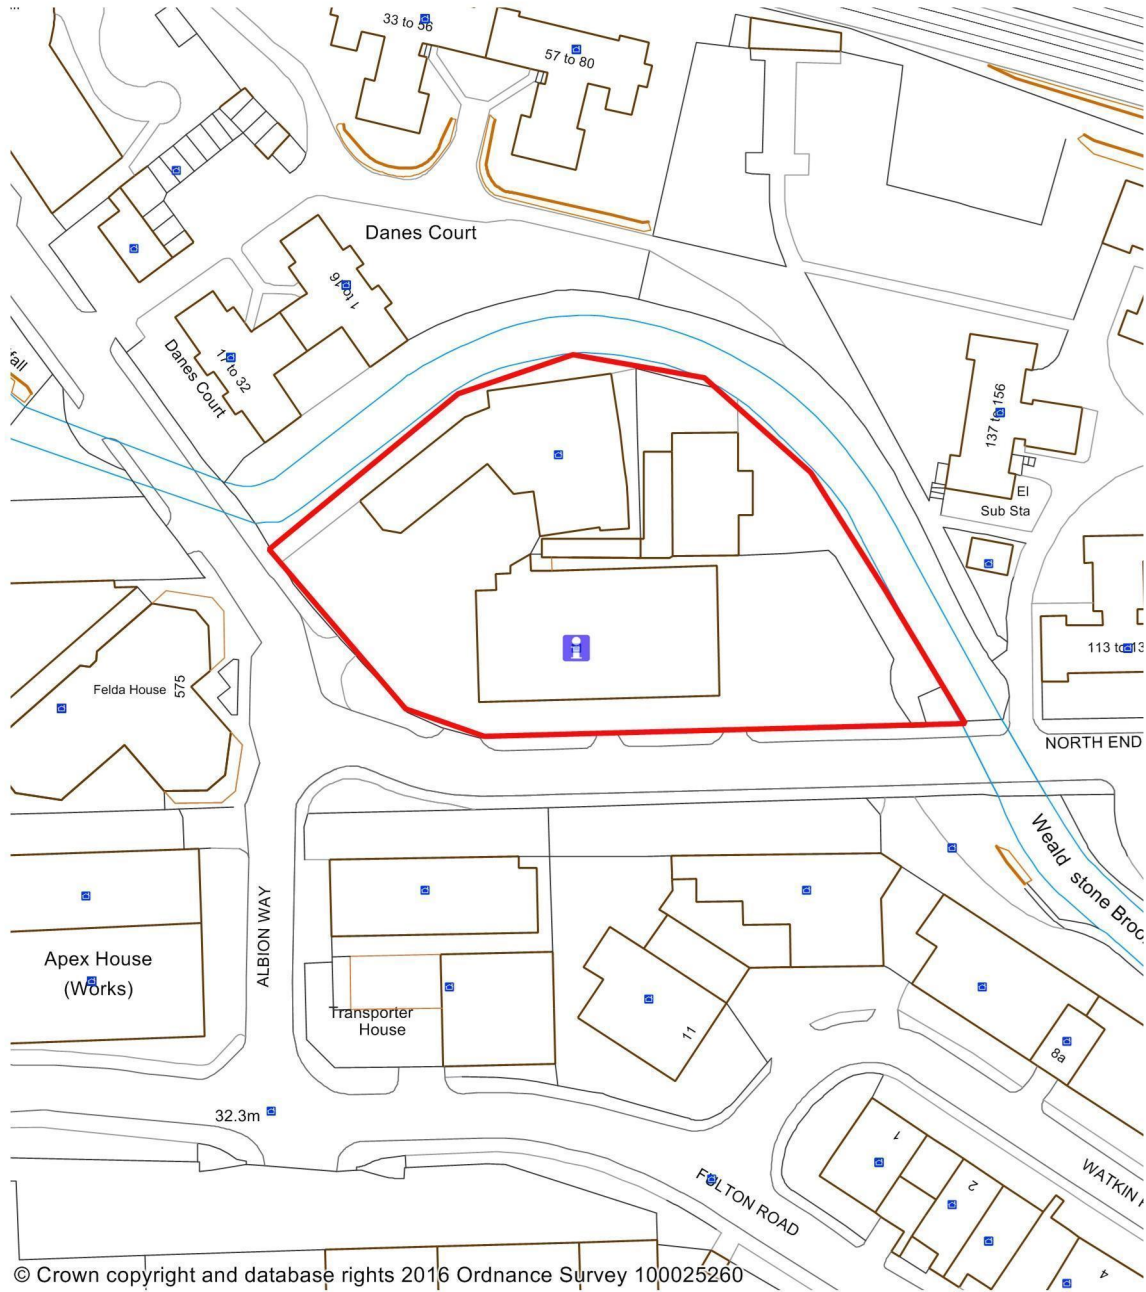 33 to 56
57 to 80
Danes Court
1 to 16
17 to 32
Danes Court
fall
137 to 156
El
Sub Sta
113 to 13
Felda House
575
NORTH END
Weald stone Broo
ALBION WAY
Apex House
(Works)
Transporter
House
11
8a
32.3m
1
2
4
FULTON ROAD
WATKIN
© Crown copyright and database rights 2016 Ordnance Survey 100025260